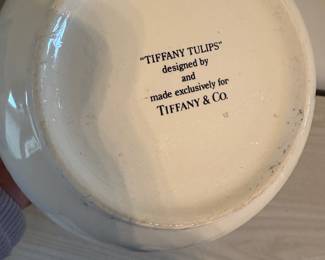 "TIFFANY TULIPS"
designed by
and
made exclusively for
TIFFANY & CO.